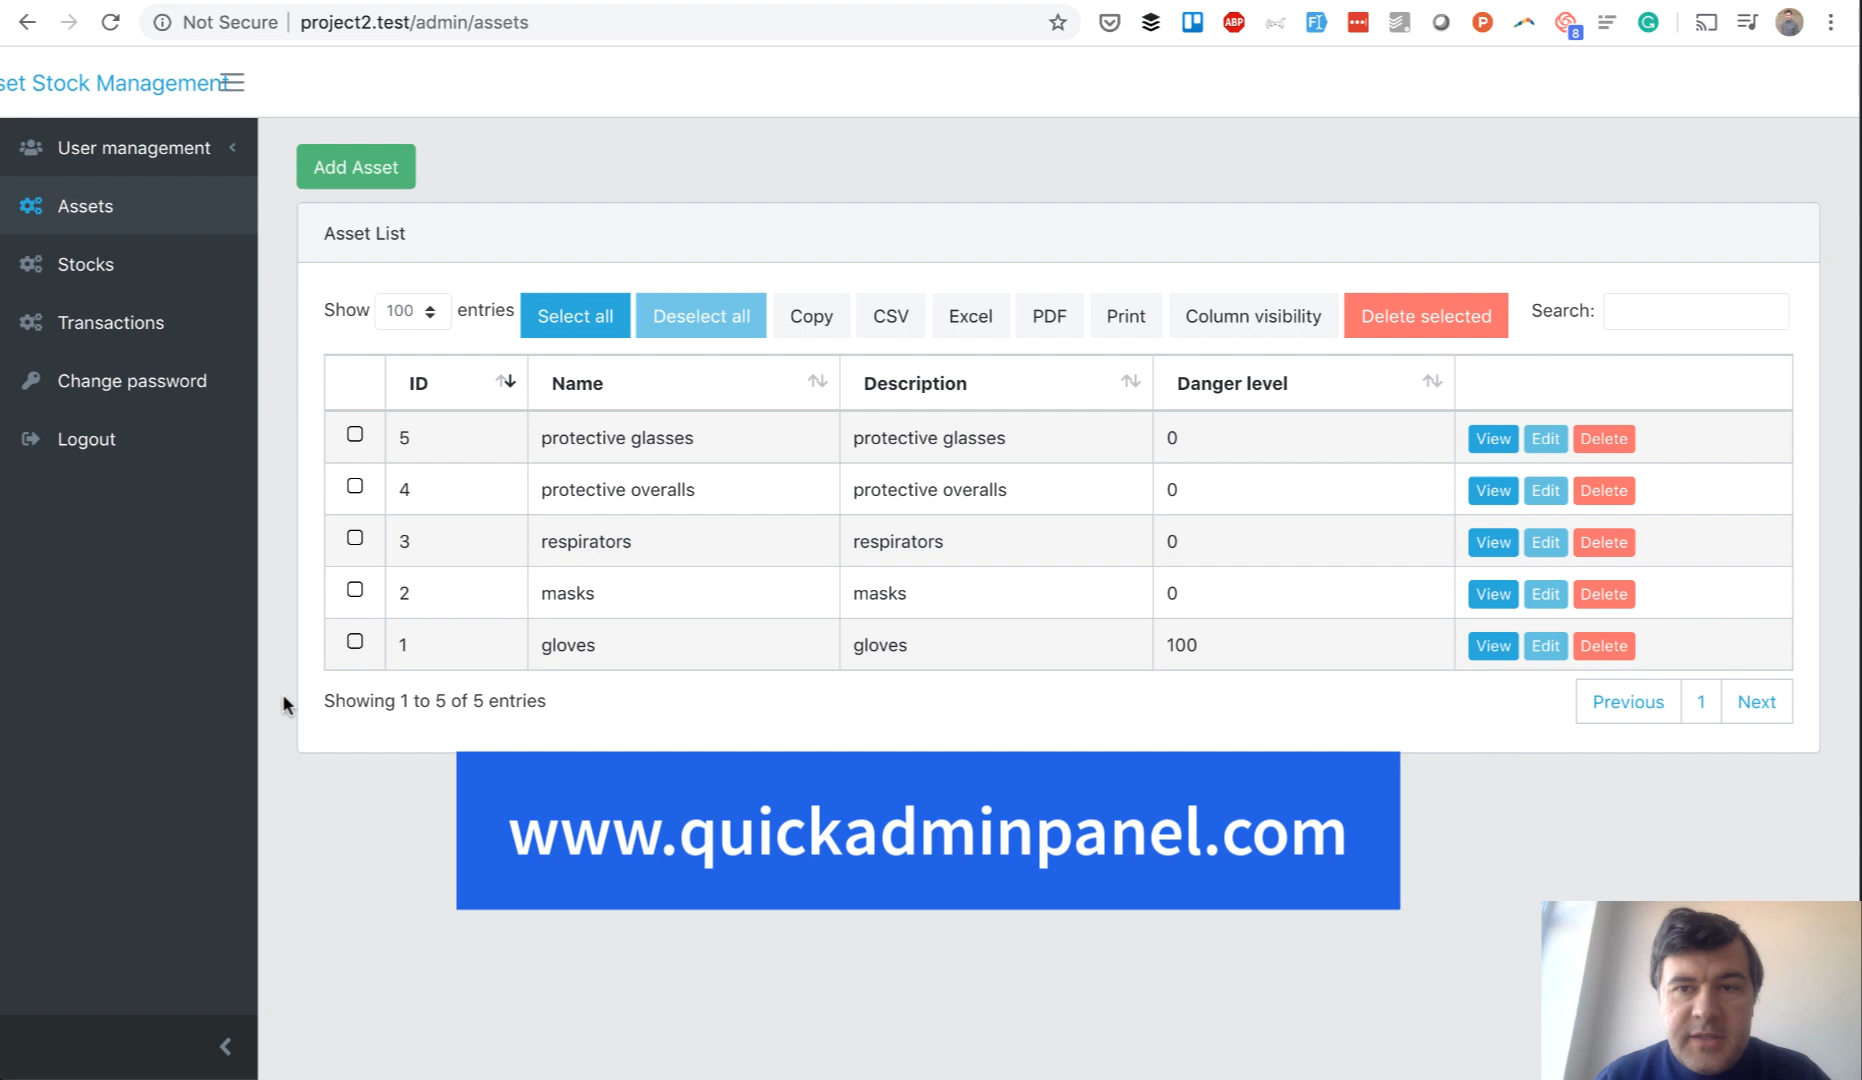 Not Secure | project2.test/admin/assets
ABP
P
8
G
set Stock Management
User management
Assets
Stocks
Transactions
Change password
Logout
Add Asset
Asset List
Show 100 entries Select all Deselect all Copy CSV Excel PDF Print Column visibility Delete selected Search:
ID Name Description Danger level
5 protective glasses protective glasses 0 View Edit Delete
4 protective overalls protective overalls 0 View Edit Delete
3 respirators respirators 0 View Edit Delete
2 masks masks 0 View Edit Delete
1 gloves gloves 100 View Edit Delete
Showing 1 to 5 of 5 entries
Previous 1 Next
www.quickadminpanel.com